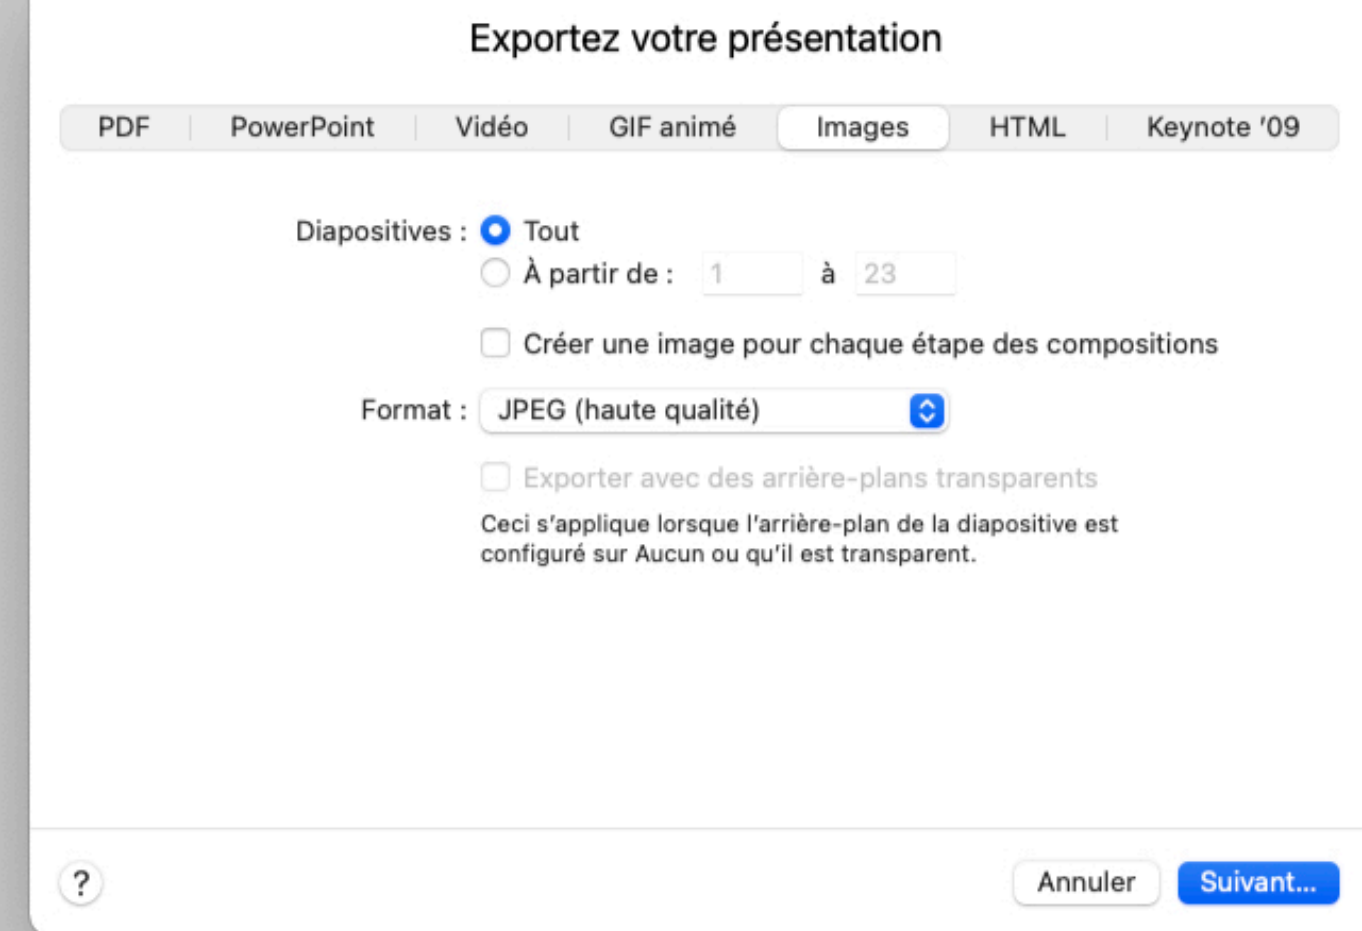 Exportez votre présentation
PDF PowerPoint Vidéo GIF animé Images HTML Keynote ’09
Diapositives : Tout
À partir de : 1 à 23
Créer une image pour chaque étape des compositions
Format : JPEG (haute qualité)
Exporter avec des arrière-plans transparents
Ceci s’applique lorsque l’arrière-plan de la diapositive est
configuré sur Aucun ou qu’il est transparent.
? Annuler Suivant...